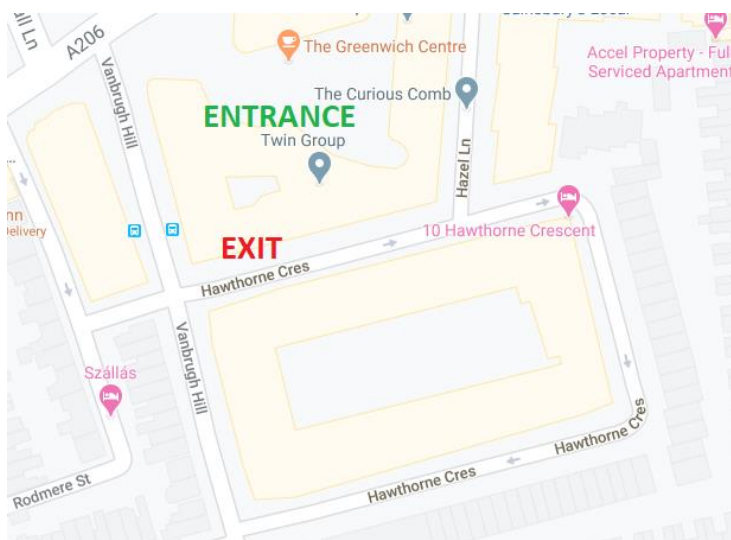 A206
Vanbrugh Hill
The Greenwich Centre
Accel Property - Ful
Serviced Apartment
The Curious Comb
ENTRANCE
Twin Group
Hazel Ln
Delivery
EXIT
10 Hawthorne Crescent
Hawthorne Cres
Vanbrugh Hill
Szállás
Hawthorne Cres
Rodmere St
Hawthorne Cres